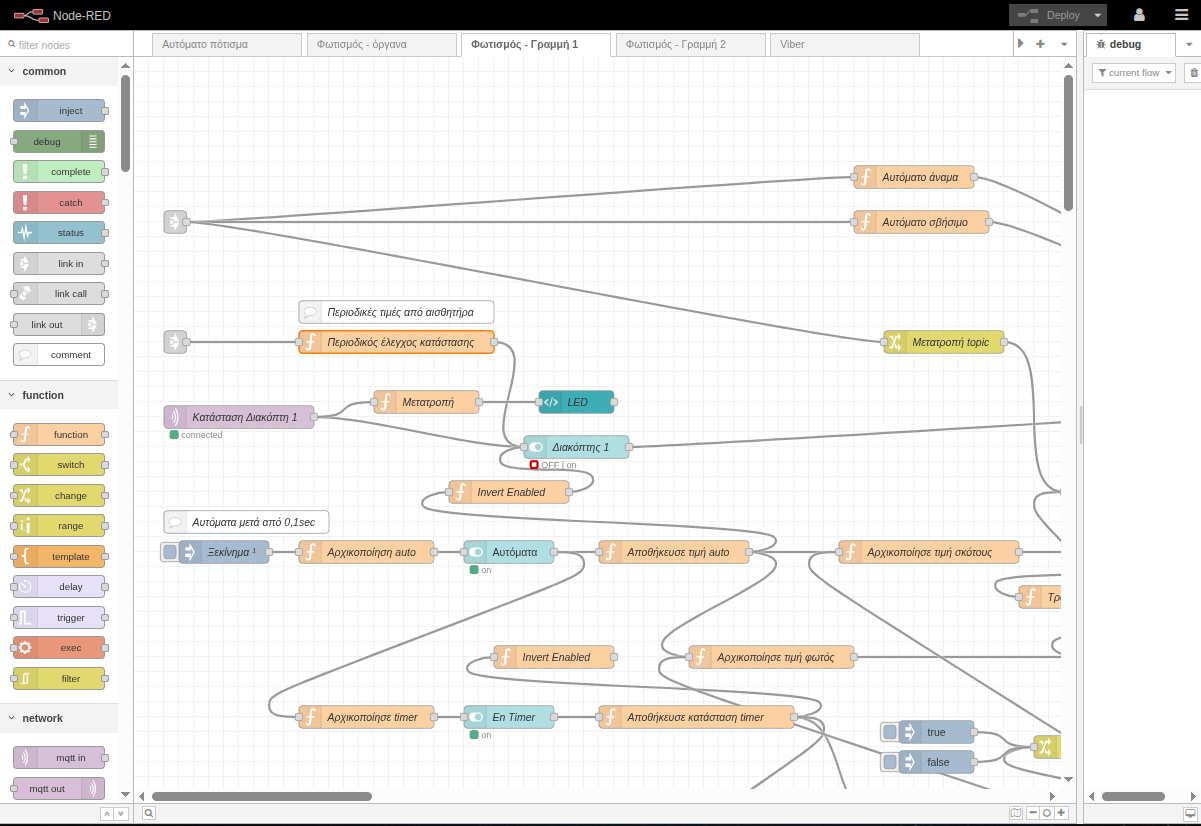 Node-RED
Deploy
filter nodes
Αυτόματο πότισμα
Φωτισμός - όργανα
Φωτισμός - Γραμμή 1
Φωτισμός - Γραμμή 2
Viber
debug
current flow
common
inject
debug
complete
catch
status
link in
link call
link out
comment
function
function
switch
change
range
template
delay
trigger
exec
filter
network
mqtt in
mqtt out
Αυτόματο άναμα
Αυτόματο σβήσιμο
Περιοδικές τιμές από αισθητήρα
Περιοδικός έλεγχος κατάστασης
Μετατροπή topic
Μετατροπή
LED
Κατάσταση Διακόπτη 1
connected
Διακόπτης 1
OFF | on
Invert Enabled
Αυτόματα μετά από 0,1sec
Ξεκίνημα ¹
Αρχικοποίηση auto
Αυτόματα
on
Αποθήκευσε τιμή auto
Αρχικοποίησε τιμή σκότους
Invert Enabled
Αρχικοποίησε τιμή φωτός
Αρχικοποίησε timer
En Timer
on
Αποθήκευσε κατάσταση timer
true
false